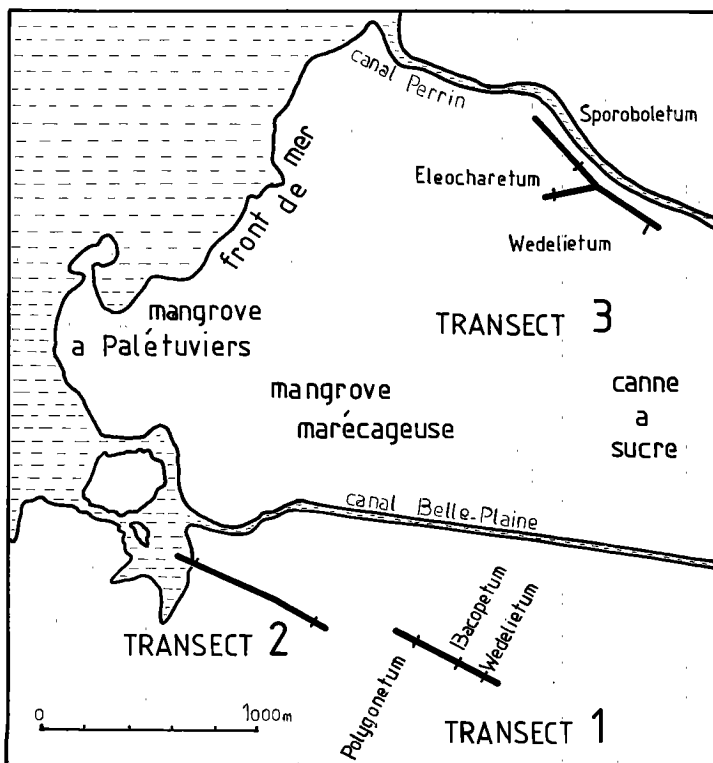 canal Perrin
Sporoboletum
front de mer
Eleocharetum
Wedelietum
mangrove
a Palétuviers
TRANSECT 3
mangrove
marécageuse
canne
a
sucre
canal Belle-Plaine
TRANSECT 2
Polygonetum
Bacopetum
Wedelietum
0 1000m
TRANSECT 1